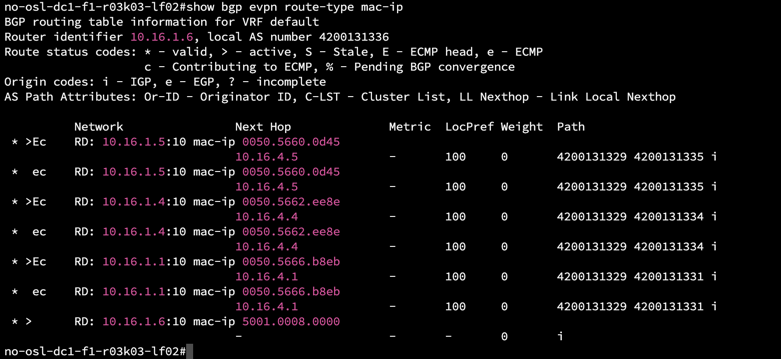 no-osl-dc1-f1-r03k03-lf02#show bgp evpn route-type mac-ip
BGP routing table information for VRF default
Router identifier 10.16.1.6, local AS number 4200131336
Route status codes: * - valid, > - active, S - Stale, E - ECMP head, e - ECMP
                    c - Contributing to ECMP, % - Pending BGP convergence
Origin codes: i - IGP, e - EGP, ? - incomplete
AS Path Attributes: Or-ID - Originator ID, C-LST - Cluster List, LL Nexthop - Link Local Nexthop

          Network                Next Hop              Metric  LocPref Weight  Path
 * >Ec    RD: 10.16.1.5:10 mac-ip 0050.5660.0d45
                                 10.16.4.5             -       100     0       4200131329 4200131335 i
 *  ec    RD: 10.16.1.5:10 mac-ip 0050.5660.0d45
                                 10.16.4.5             -       100     0       4200131329 4200131335 i
 * >Ec    RD: 10.16.1.4:10 mac-ip 0050.5662.ee8e
                                 10.16.4.4             -       100     0       4200131329 4200131334 i
 *  ec    RD: 10.16.1.4:10 mac-ip 0050.5662.ee8e
                                 10.16.4.4             -       100     0       4200131329 4200131334 i
 * >Ec    RD: 10.16.1.1:10 mac-ip 0050.5666.b8eb
                                 10.16.4.1             -       100     0       4200131329 4200131331 i
 *  ec    RD: 10.16.1.1:10 mac-ip 0050.5666.b8eb
                                 10.16.4.1             -       100     0       4200131329 4200131331 i
 * >      RD: 10.16.1.6:10 mac-ip 5001.0008.0000
                                 -                     -       -       0       i
no-osl-dc1-f1-r03k03-lf02#